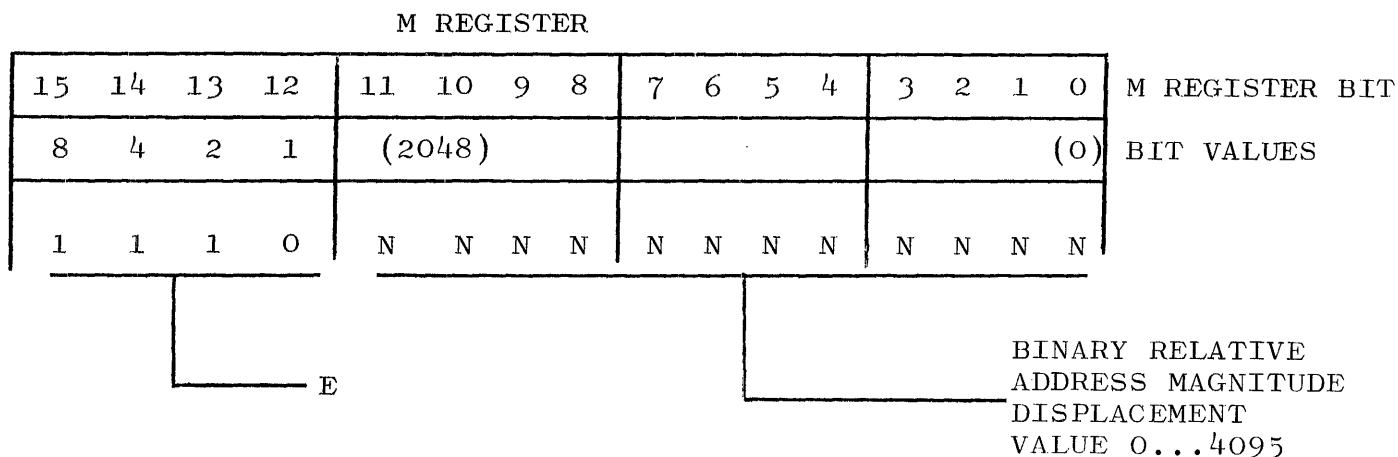 M REGISTER
15 14 13 12 11 10 9 8 7 6 5 4 3 2 1 0 M REGISTER BIT
8 4 2 1 (2048) (0) BIT VALUES
1 1 1 0 N N N N N N N N N N N N
E
BINARY RELATIVE
ADDRESS MAGNITUDE
DISPLACEMENT
VALUE 0...4095